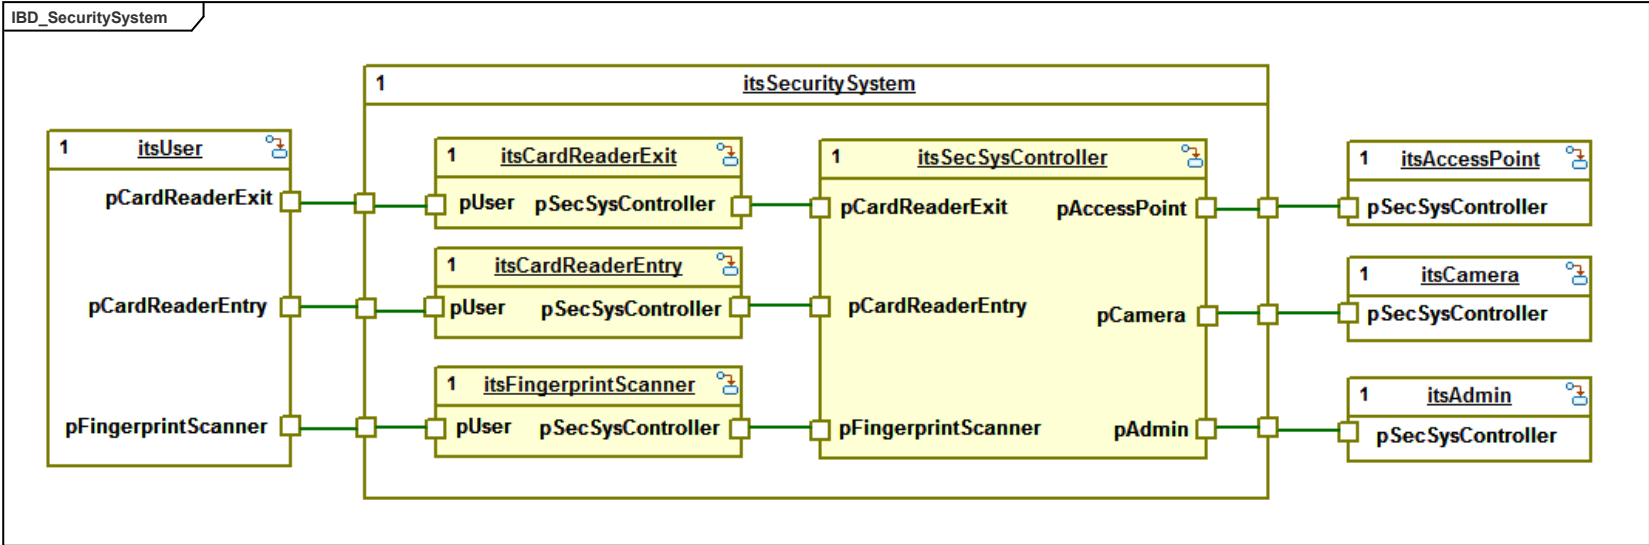 IBD_SecuritySystem
1 itsSecuritySystem
1 itsUser
pCardReaderExit
pCardReaderEntry
pFingerprintScanner
1 itsCardReaderExit
pUser pSecSysController
1 itsCardReaderEntry
pUser pSecSysController
1 itsFingerprintScanner
pUser pSecSysController
1 itsSecSysController
pCardReaderExit pAccessPoint
pCardReaderEntry
pCamera
pFingerprintScanner pAdmin
1 itsAccessPoint
pSecSysController
1 itsCamera
pSecSysController
1 itsAdmin
pSecSysController